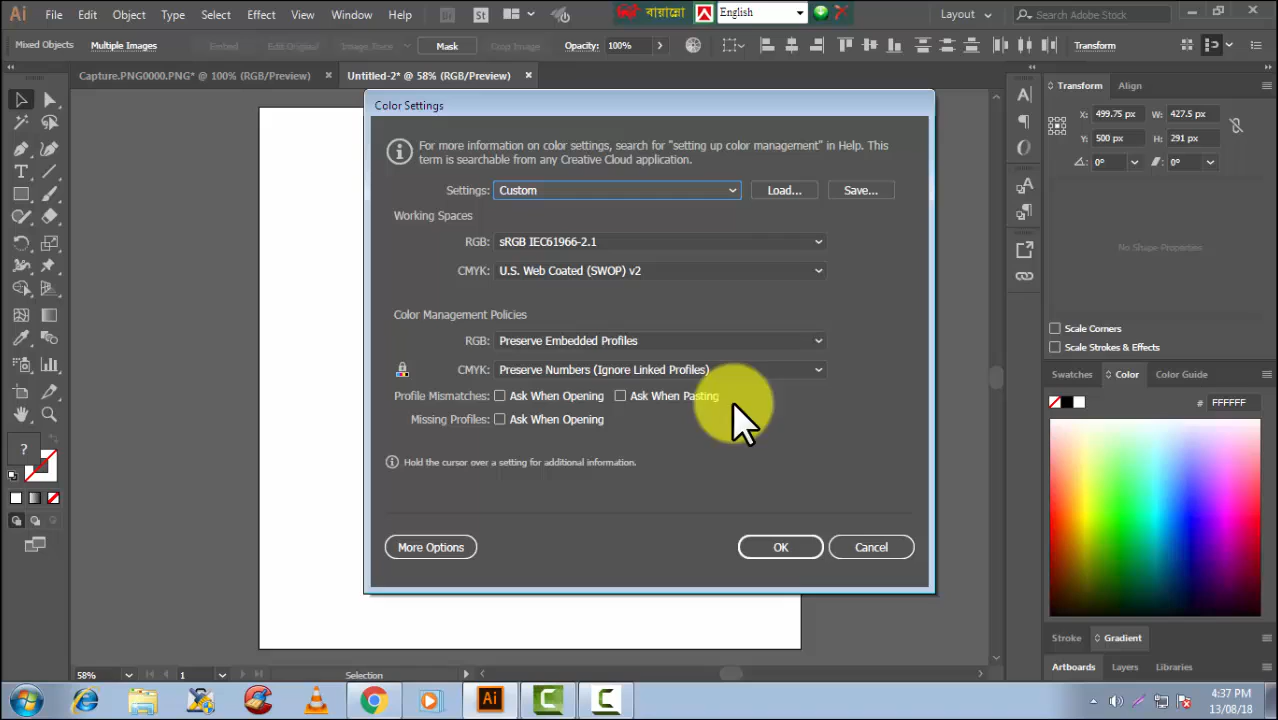 Ai File Edit Object Type Select Effect View Window Help Br St বায়ান্নো English Layout Search Adobe Stock
Mixed Objects Multiple Images Embed Edit Original Image Trace Mask Crop Image Opacity: 100% Transform
Capture.PNG0000.PNG* @ 100% (RGB/Preview) Untitled-2* @ 58% (RGB/Preview)
Color Settings
For more information on color settings, search for "setting up color management" in Help. This
term is searchable from any Creative Cloud application.
Settings: Custom Load... Save...
Working Spaces
RGB: sRGB IEC61966-2.1
CMYK: U.S. Web Coated (SWOP) v2
Color Management Policies
RGB: Preserve Embedded Profiles
CMYK: Preserve Numbers (Ignore Linked Profiles)
Profile Mismatches: Ask When Opening Ask When Pasting
Missing Profiles: Ask When Opening
Hold the cursor over a setting for additional information.
More Options OK Cancel
Transform Align
X: 499.75 px W: 427.5 px
Y: 500 px H: 291 px
0° 0°
No Shape Properties
Scale Corners
Scale Strokes & Effects
Swatches Color Color Guide
# FFFFFF
Stroke Gradient
Artboards Layers Libraries
58% 1 Selection
Ai
4:37 PM
13/08/18